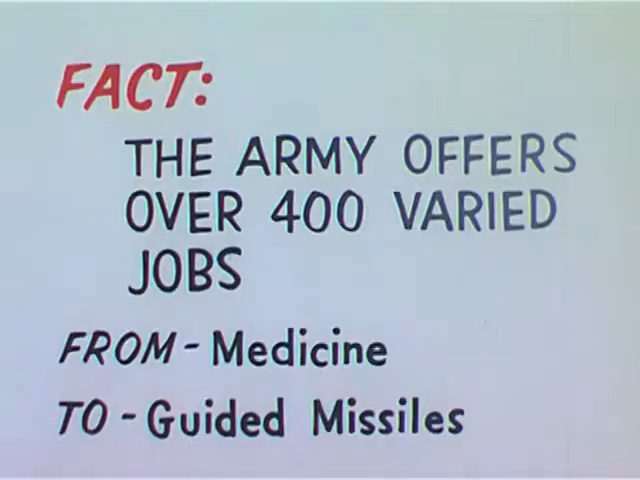 FACT:
THE ARMY OFFERS
OVER 400 VARIED
JOBS
FROM - Medicine
TO - Guided Missiles